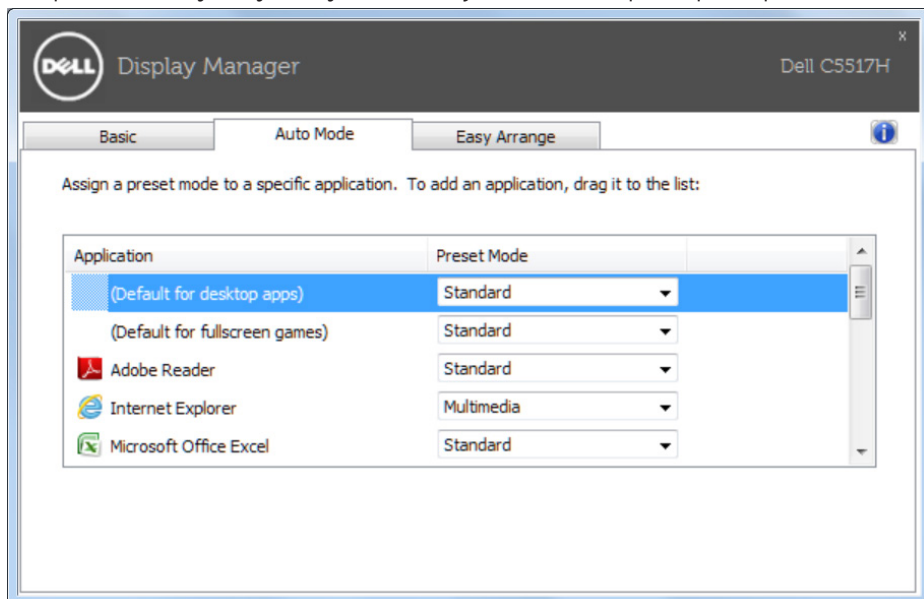 x
DELL Display Manager Dell C5517H
Basic Auto Mode Easy Arrange i
Assign a preset mode to a specific application. To add an application, drag it to the list:
Application Preset Mode
(Default for desktop apps) Standard
(Default for fullscreen games) Standard
Adobe Reader Standard
Internet Explorer Multimedia
Microsoft Office Excel Standard